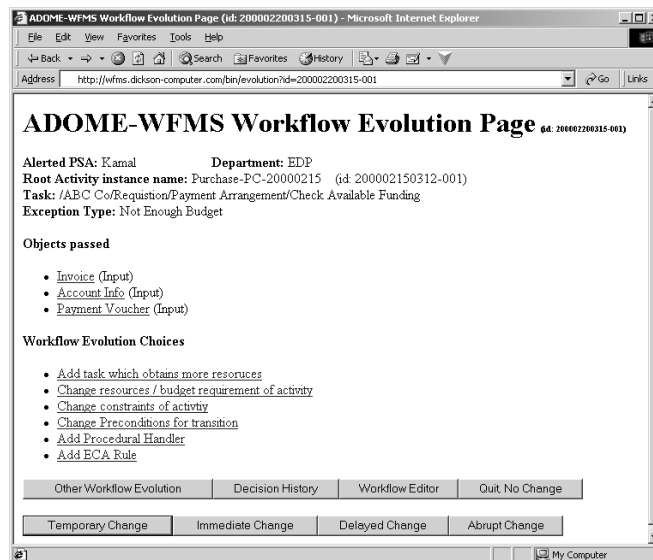 ADOME-WFMS Workflow Evolution Page (id: 200002200315-001) - Microsoft Internet Explorer
File Edit View Favorites Tools Help
Back Search Favorites History
Address http://wfms.dickson-computer.com/bin/evolution?id=200002200315-001 Go Links
ADOME-WFMS Workflow Evolution Page (id: 200002200315-001)
Alerted PSA: Kamal Department: EDP
Root Activity instance name: Purchase-PC-20000215 (id: 200002150312-001)
Task: /ABC Co/Requistion/Payment Arrangement/Check Available Funding
Exception Type: Not Enough Budget
Objects passed
• Invoice (Input)
• Account Info (Input)
• Payment Voucher (Input)
Workflow Evolution Choices
• Add task which obtains more resoruces
• Change resources / budget requirement of activity
• Change constraints of activtiy
• Change Preconditions for transition
• Add Procedural Handler
• Add ECA Rule
Other Workflow Evolution Decision History Workflow Editor Quit, No Change
Temporary Change Immediate Change Delayed Change Abrupt Change
My Computer